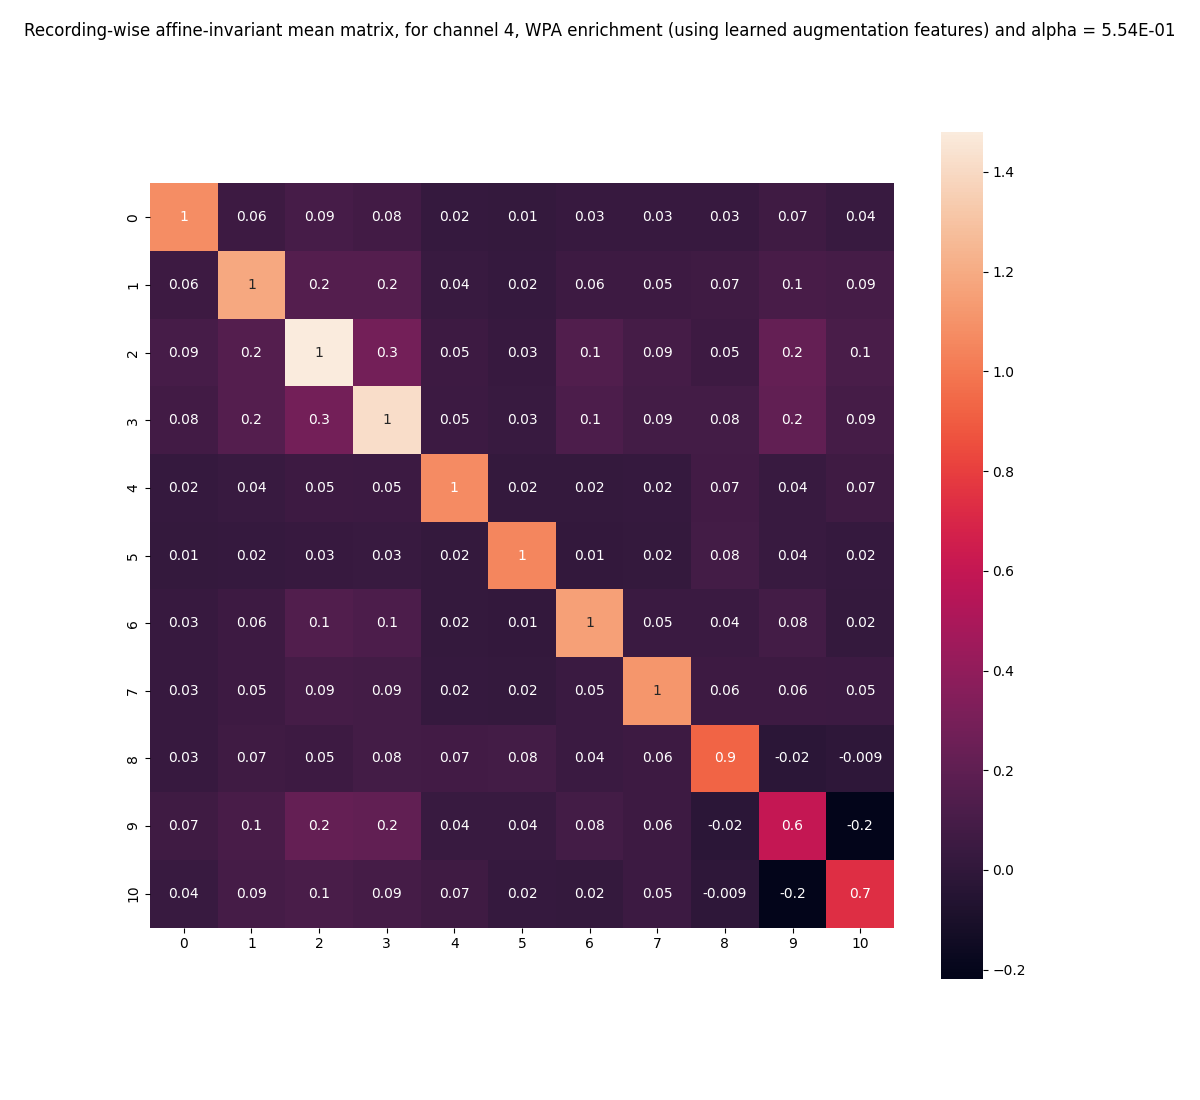 Recording-wise affine-invariant mean matrix, for channel 4, WPA enrichment (using learned augmentation features) and alpha = 5.54E-01
0 1 0.06 0.09 0.08 0.02 0.01 0.03 0.03 0.03 0.07 0.04
1 0.06 1 0.2 0.2 0.04 0.02 0.06 0.05 0.07 0.1 0.09
2 0.09 0.2 1 0.3 0.05 0.03 0.1 0.09 0.05 0.2 0.1
3 0.08 0.2 0.3 1 0.05 0.03 0.1 0.09 0.08 0.2 0.09
4 0.02 0.04 0.05 0.05 1 0.02 0.02 0.02 0.07 0.04 0.07
5 0.01 0.02 0.03 0.03 0.02 1 0.01 0.02 0.08 0.04 0.02
6 0.03 0.06 0.1 0.1 0.02 0.01 1 0.05 0.04 0.08 0.02
7 0.03 0.05 0.09 0.09 0.02 0.02 0.05 1 0.06 0.06 0.05
8 0.03 0.07 0.05 0.08 0.07 0.08 0.04 0.06 0.9 -0.02 -0.009
9 0.07 0.1 0.2 0.2 0.04 0.04 0.08 0.06 -0.02 0.6 -0.2
10 0.04 0.09 0.1 0.09 0.07 0.02 0.02 0.05 -0.009 -0.2 0.7
0 1 2 3 4 5 6 7 8 9 10
1.4
1.2
1.0
0.8
0.6
0.4
0.2
0.0
−0.2